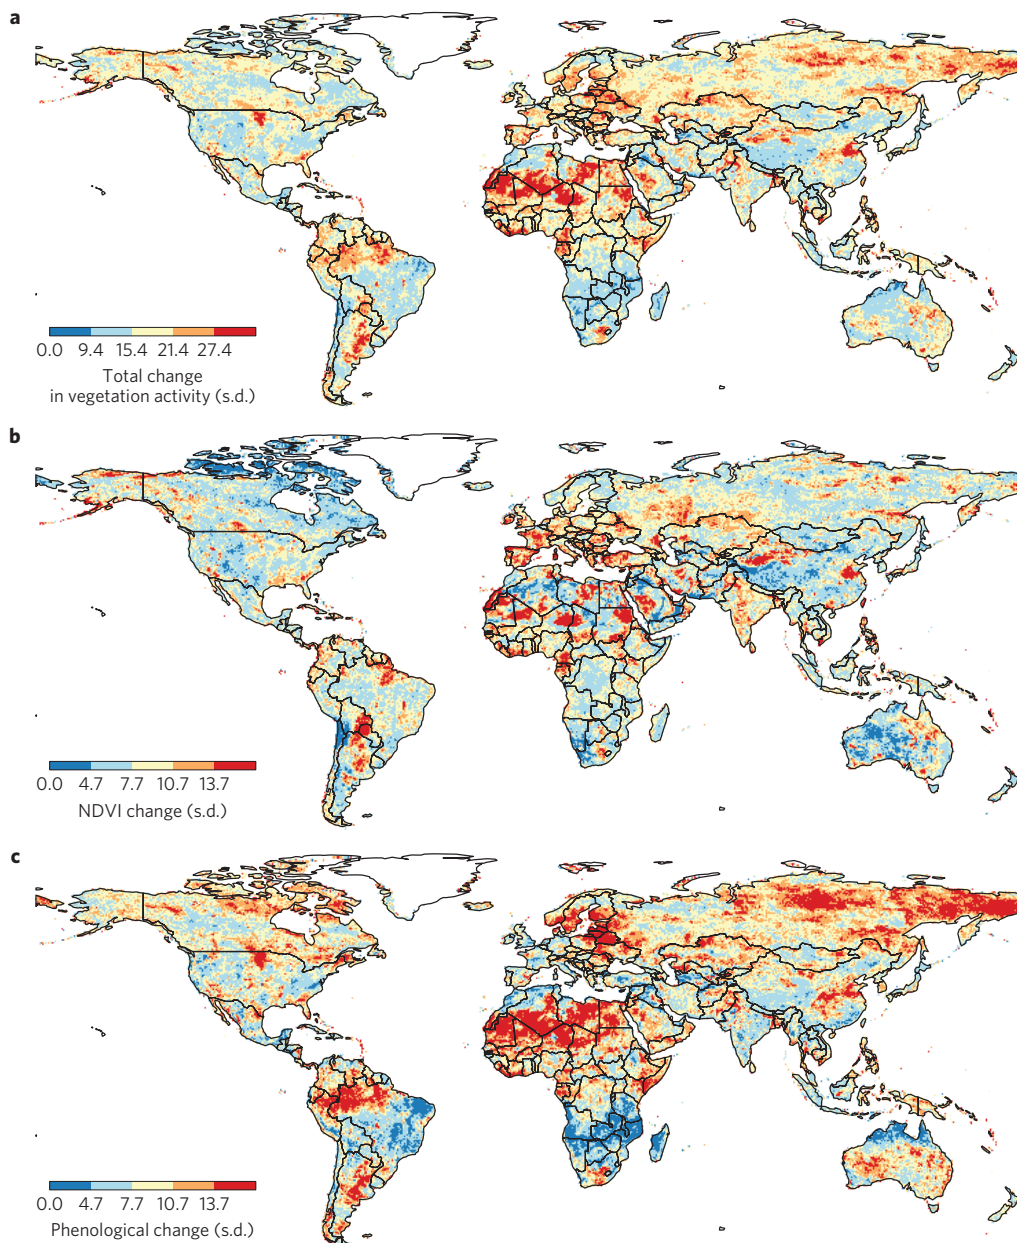 a
0.0 9.4 15.4 21.4 27.4
Total change
in vegetation activity (s.d.)
b
0.0 4.7 7.7 10.7 13.7
NDVI change (s.d.)
c
0.0 4.7 7.7 10.7 13.7
Phenological change (s.d.)